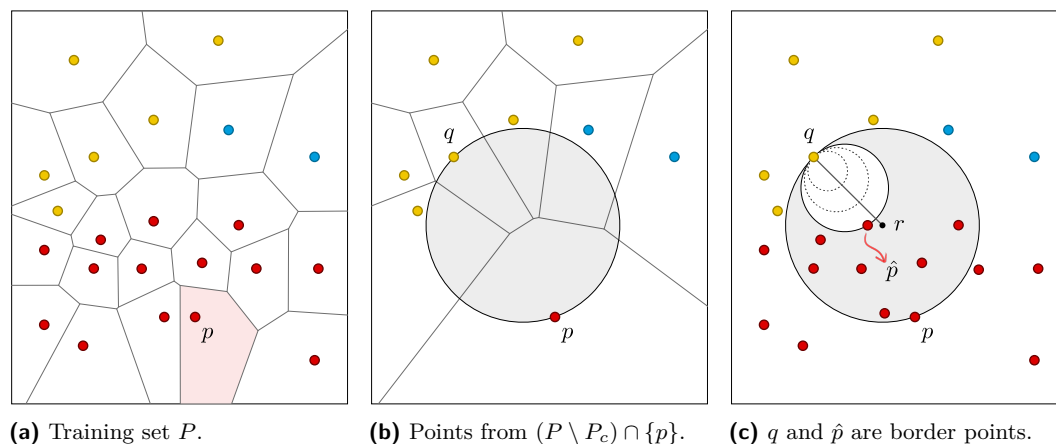 q
q
r
p̂
p
p
p
(a) Training set P.
(b) Points from (P \ P_c) ∩ {p}.
(c) q and p̂ are border points.